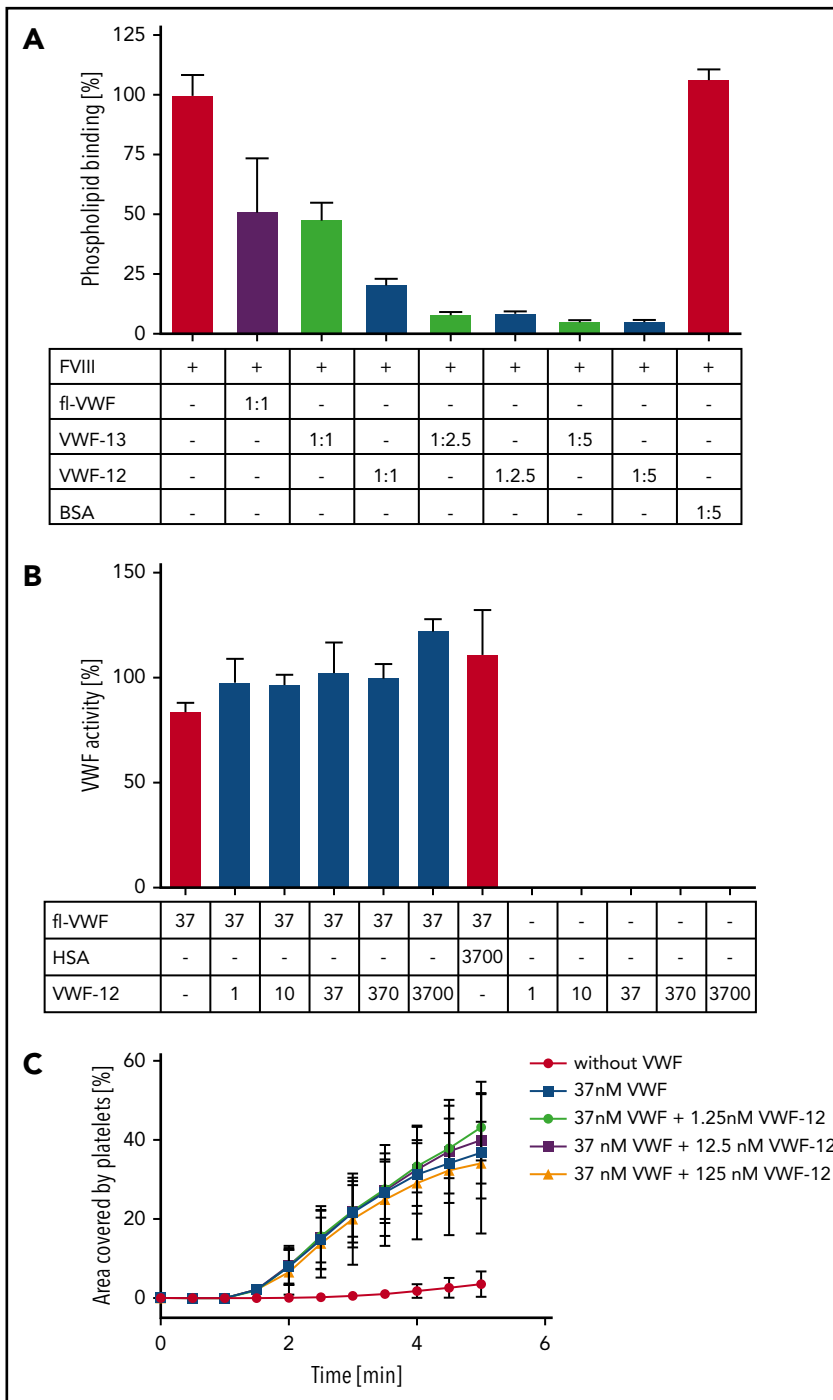 A
Phospholipid binding [%]
125
100
75
50
25
0
FVIII + + + + + + + + +
fl-VWF - 1:1 - - - - - - -
VWF-13 - - 1:1 - 1:2.5 - 1:5 - -
VWF-12 - - - 1:1 - 1.2.5 - 1:5 -
BSA - - - - - - - - 1:5
B
VWF activity [%]
150
100
50
0
fl-VWF 37 37 37 37 37 37 37 - - - - -
HSA - - - - - - 3700 - - - - -
VWF-12 - 1 10 37 370 3700 - 1 10 37 370 3700
C
Area covered by platelets [%]
60
40
20
0
0 2 4 6
Time [min]
without VWF
37nM VWF
37nM VWF + 1.25nM VWF-12
37 nM VWF + 12.5 nM VWF-12
37 nM VWF + 125 nM VWF-12